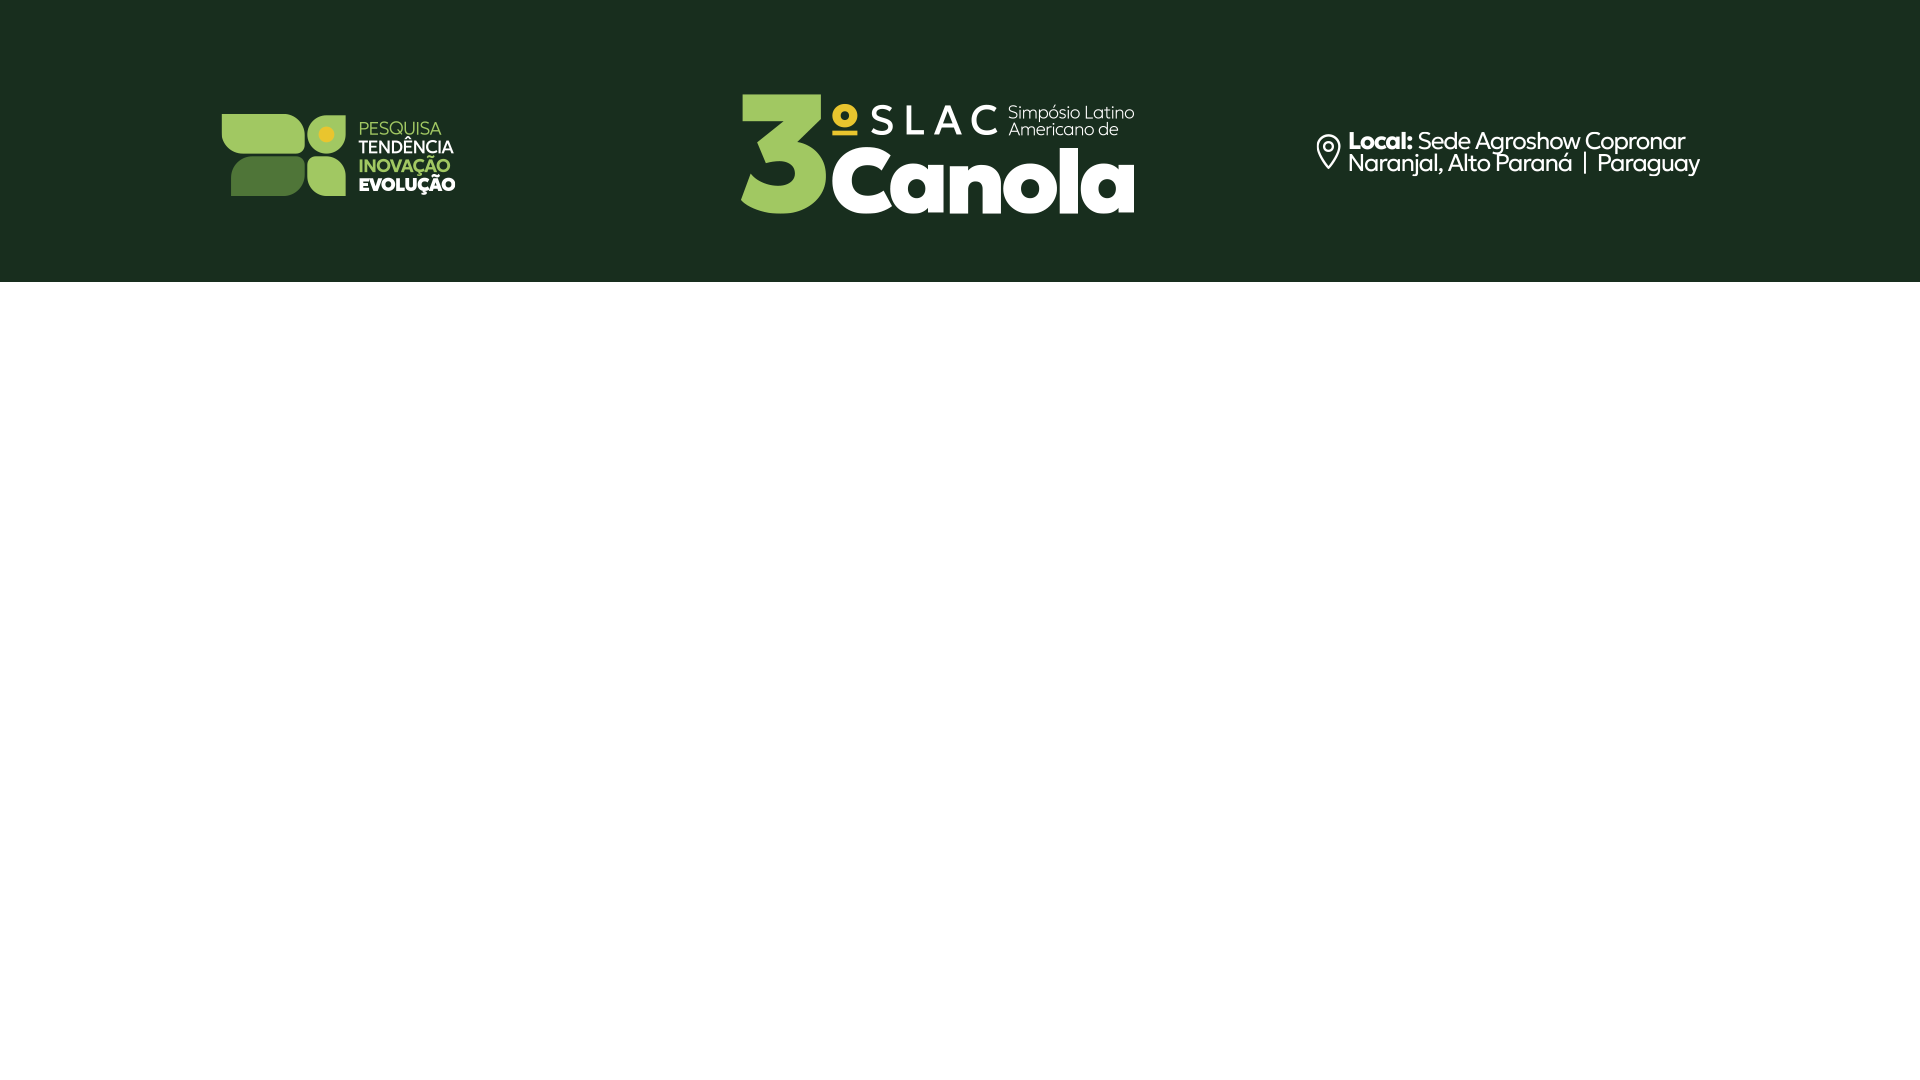 PESQUISA
TENDÊNCIA
INOVAÇÃO
EVOLUÇÃO
3º SLAC Simpósio Latino
Americano de
Canola
Local: Sede Agroshow Copronar
Naranjal, Alto Paraná | Paraguay